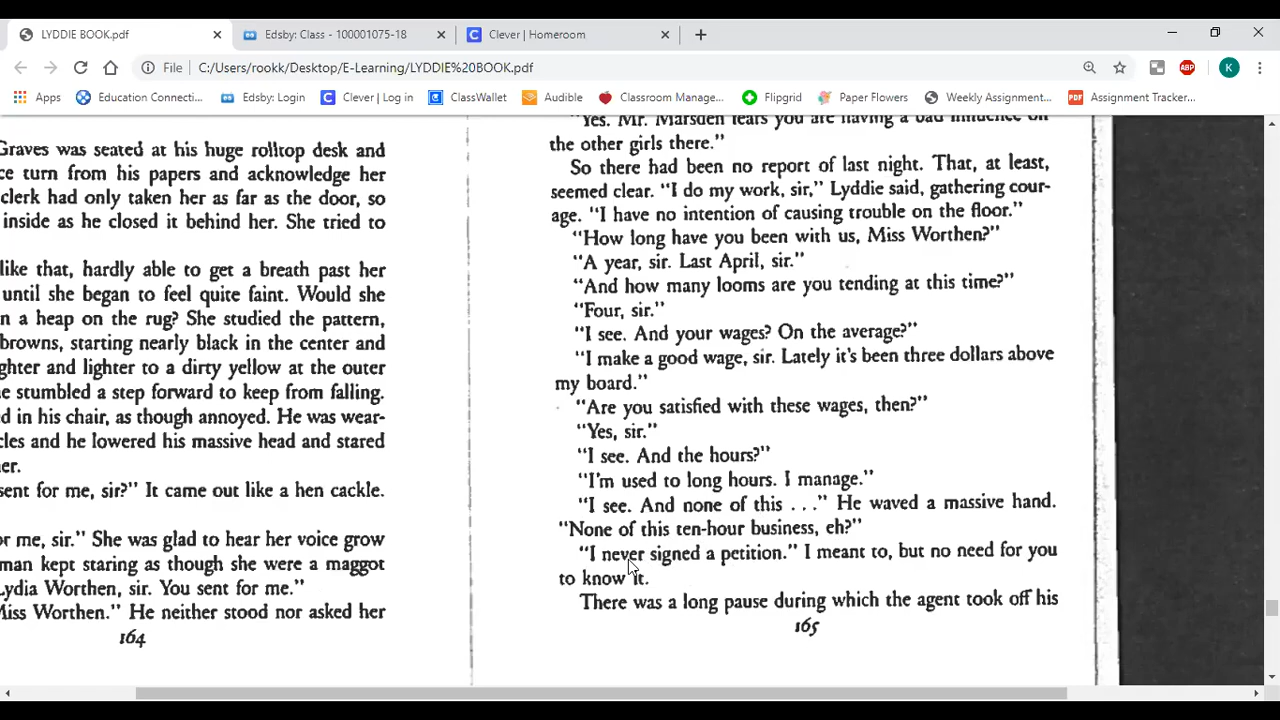 LYDDIE BOOK.pdf
Edsby: Class - 100001075-18
Clever | Homeroom
File
C:/Users/rookk/Desktop/E-Learning/LYDDIE%20BOOK.pdf
ABP
K
Apps
Education Connecti...
Edsby: Login
Clever | Log in
ClassWallet
Audible
Classroom Manage...
Flipgrid
Paper Flowers
Weekly Assignment...
PDF
Assignment Tracker...
Graves was seated at his huge rolltop desk and
ce turn from his papers and acknowledge her
clerk had only taken her as far as the door, so
inside as he closed it behind her. She tried to
like that, hardly able to get a breath past her
until she began to feel quite faint. Would she
n a heap on the rug? She studied the pattern,
browns, starting nearly black in the center and
ghter and lighter to a dirty yellow at the outer
e stumbled a step forward to keep from falling.
ed in his chair, as though annoyed. He was wear-
cles and he lowered his massive head and stared
er.
sent for me, sir?" It came out like a hen cackle.
or me, sir." She was glad to hear her voice grow
man kept staring as though she were a maggot
Lydia Worthen, sir. You sent for me."
Miss Worthen." He neither stood nor asked her
164
"Yes. Mr. Marsden fears you are having a bad influence on
the other girls there."
So there had been no report of last night. That, at least,
seemed clear. "I do my work, sir," Lyddie said, gathering cour-
age. "I have no intention of causing trouble on the floor."
"How long have you been with us, Miss Worthen?"
"A year, sir. Last April, sir."
"And how many looms are you tending at this time?"
"Four, sir."
"I see. And your wages? On the average?"
"I make a good wage, sir. Lately it's been three dollars above
my board."
"Are you satisfied with these wages, then?"
"Yes, sir."
"I see. And the hours?"
"I'm used to long hours. I manage."
"I see. And none of this . . ." He waved a massive hand.
"None of this ten-hour business, eh?"
"I never signed a petition." I meant to, but no need for you
to know it.
There was a long pause during which the agent took off his
165